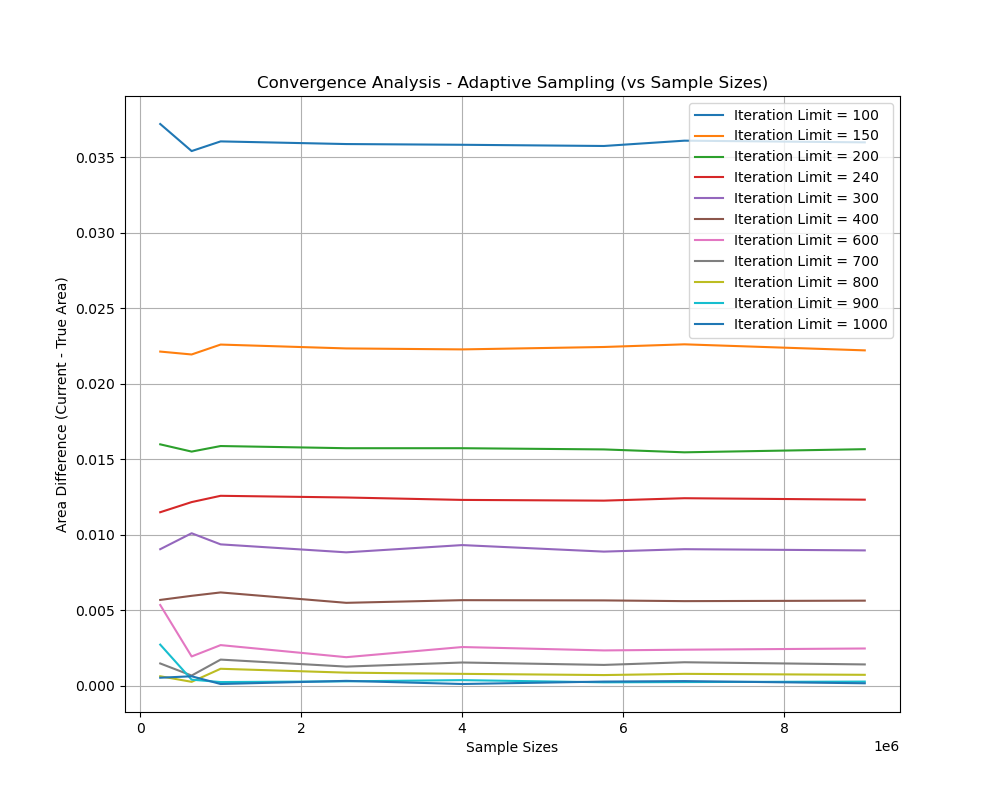 Convergence Analysis - Adaptive Sampling (vs Sample Sizes)
Area Difference (Current - True Area)
0.035
0.030
0.025
0.020
0.015
0.010
0.005
0.000
Iteration Limit = 100
Iteration Limit = 150
Iteration Limit = 200
Iteration Limit = 240
Iteration Limit = 300
Iteration Limit = 400
Iteration Limit = 600
Iteration Limit = 700
Iteration Limit = 800
Iteration Limit = 900
Iteration Limit = 1000
0 2 4 6 8
1e6
Sample Sizes